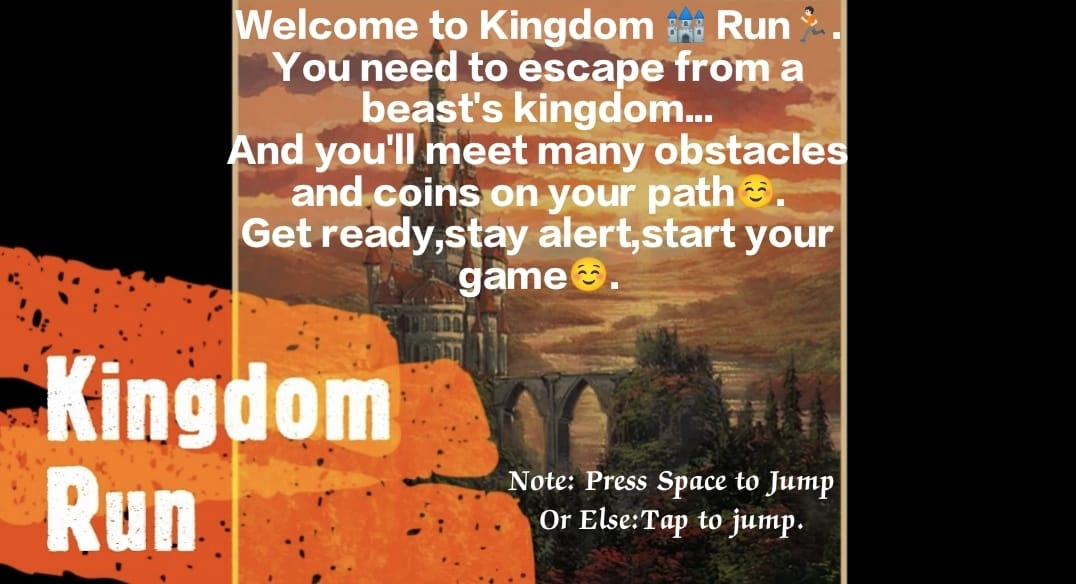 Welcome to Kingdom 🏰 Run🏃.
You need to escape from a
beast's kingdom...
And you'll meet many obstacles
and coins on your path☺️.
Get ready,stay alert,start your
game☺️.
Kingdom
Run
Note: Press Space to Jump
Or Else:Tap to jump.